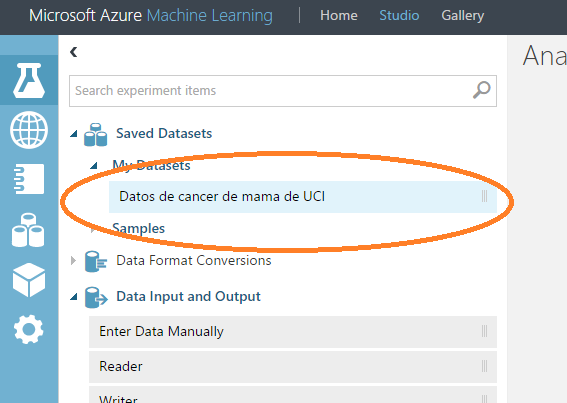 Microsoft Azure Machine Learning | Home Studio Gallery
Ana
Search experiment items
Saved Datasets
My Datasets
Datos de cancer de mama de UCI
Samples
Data Format Conversions
Data Input and Output
Enter Data Manually
Reader
Writer